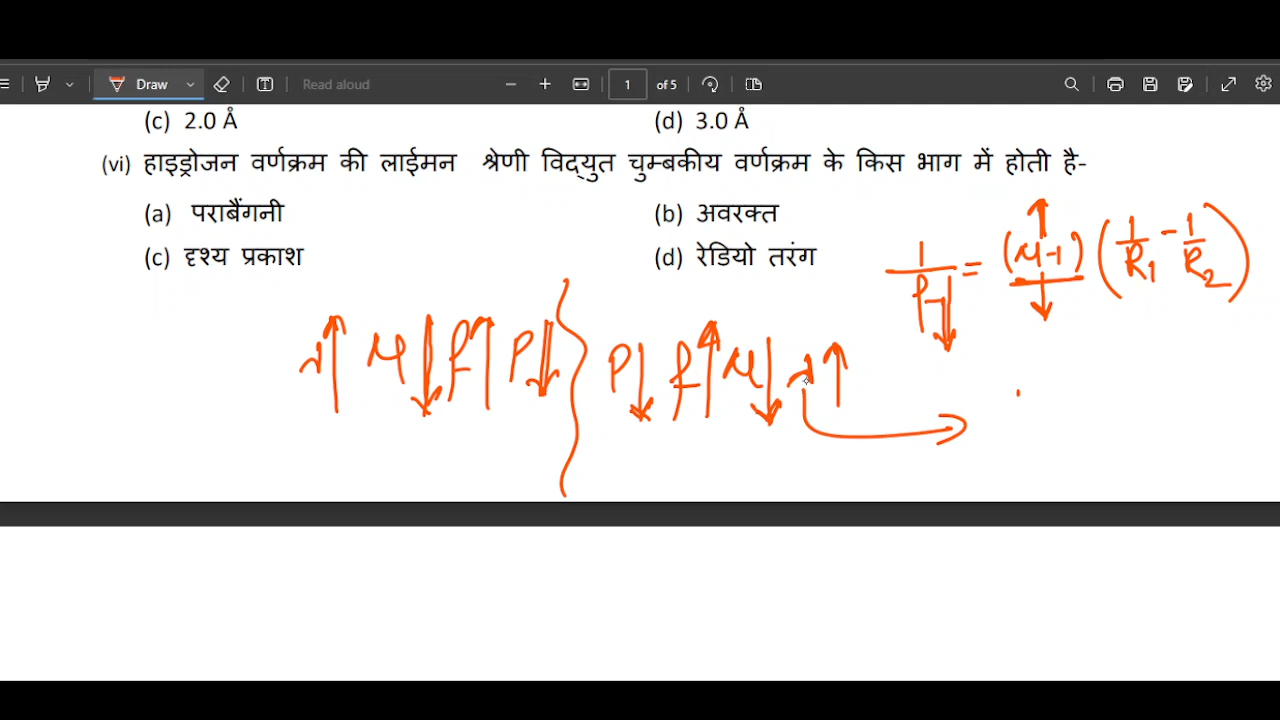 Draw Read aloud 1 of 5
(c) 2.0 Å (d) 3.0 Å
(vi) हाइड्रोजन वर्णक्रम की लाईमन श्रेणी विद्युत चुम्बकीय वर्णक्रम के किस भाग में होती है-
(a) पराबैंगनी (b) अवरक्त
(c) दृश्य प्रकाश (d) रेडियो तरंग
1/f ↓ = (μ-1) ↑ ↓ (1/R₁ - 1/R₂)
λ↑ μ↓ f↑ P↓ } P↓ f↑ μ↓ λ↑ →